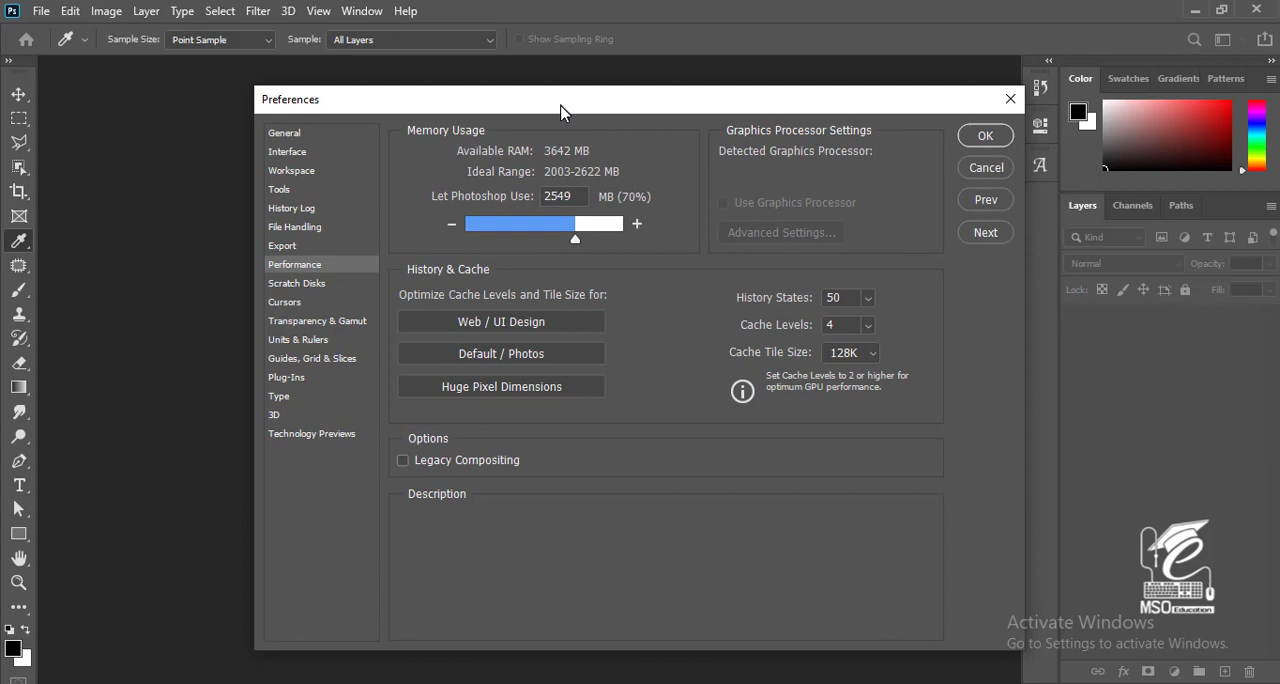 Ps File Edit Image Layer Type Select Filter 3D View Window Help
Sample Size: Point Sample Sample: All Layers Show Sampling Ring
Preferences
General
Interface
Workspace
Tools
History Log
File Handling
Export
Performance
Scratch Disks
Cursors
Transparency & Gamut
Units & Rulers
Guides, Grid & Slices
Plug-Ins
Type
3D
Technology Previews
Memory Usage
Available RAM: 3642 MB
Ideal Range: 2003-2622 MB
Let Photoshop Use: 2549 MB (70%)
Graphics Processor Settings
Detected Graphics Processor:
Use Graphics Processor
Advanced Settings...
History & Cache
Optimize Cache Levels and Tile Size for:
Web / UI Design
Default / Photos
Huge Pixel Dimensions
History States: 50
Cache Levels: 4
Cache Tile Size: 128K
Set Cache Levels to 2 or higher for
optimum GPU performance.
Options
Legacy Compositing
Description
OK
Cancel
Prev
Next
Color Swatches Gradients Patterns
Layers Channels Paths
Kind
Normal Opacity:
Lock: Fill:
MSO Education
Activate Windows
Go to Settings to activate Windows.